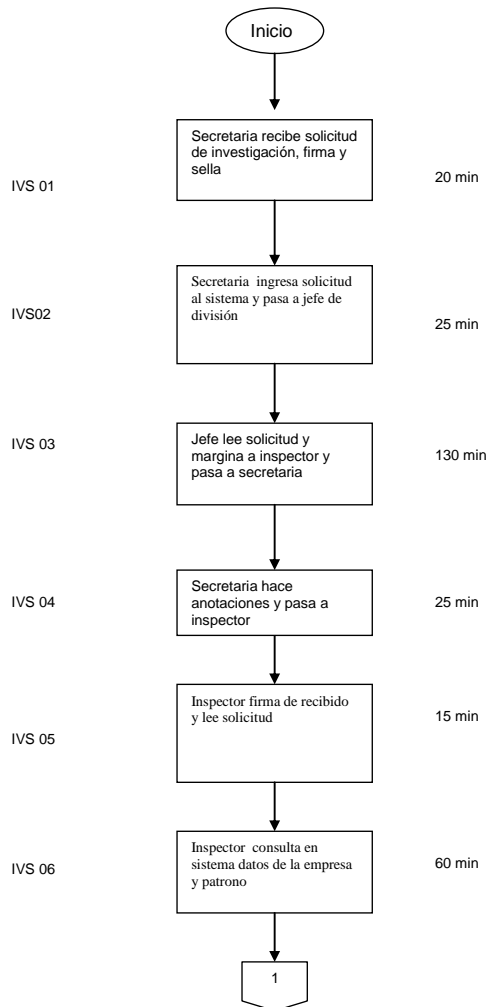 Inicio
Secretaria recibe solicitud
de investigación, firma y
sella
IVS 01
20 min
Secretaria ingresa solicitud
al sistema y pasa a jefe de
división
IVS02
25 min
Jefe lee solicitud y
margina a inspector y
pasa a secretaria
IVS 03
130 min
Secretaria hace
anotaciones y pasa a
inspector
IVS 04
25 min
Inspector firma de recibido
y lee solicitud
IVS 05
15 min
Inspector consulta en
sistema datos de la empresa
y patrono
IVS 06
60 min
1